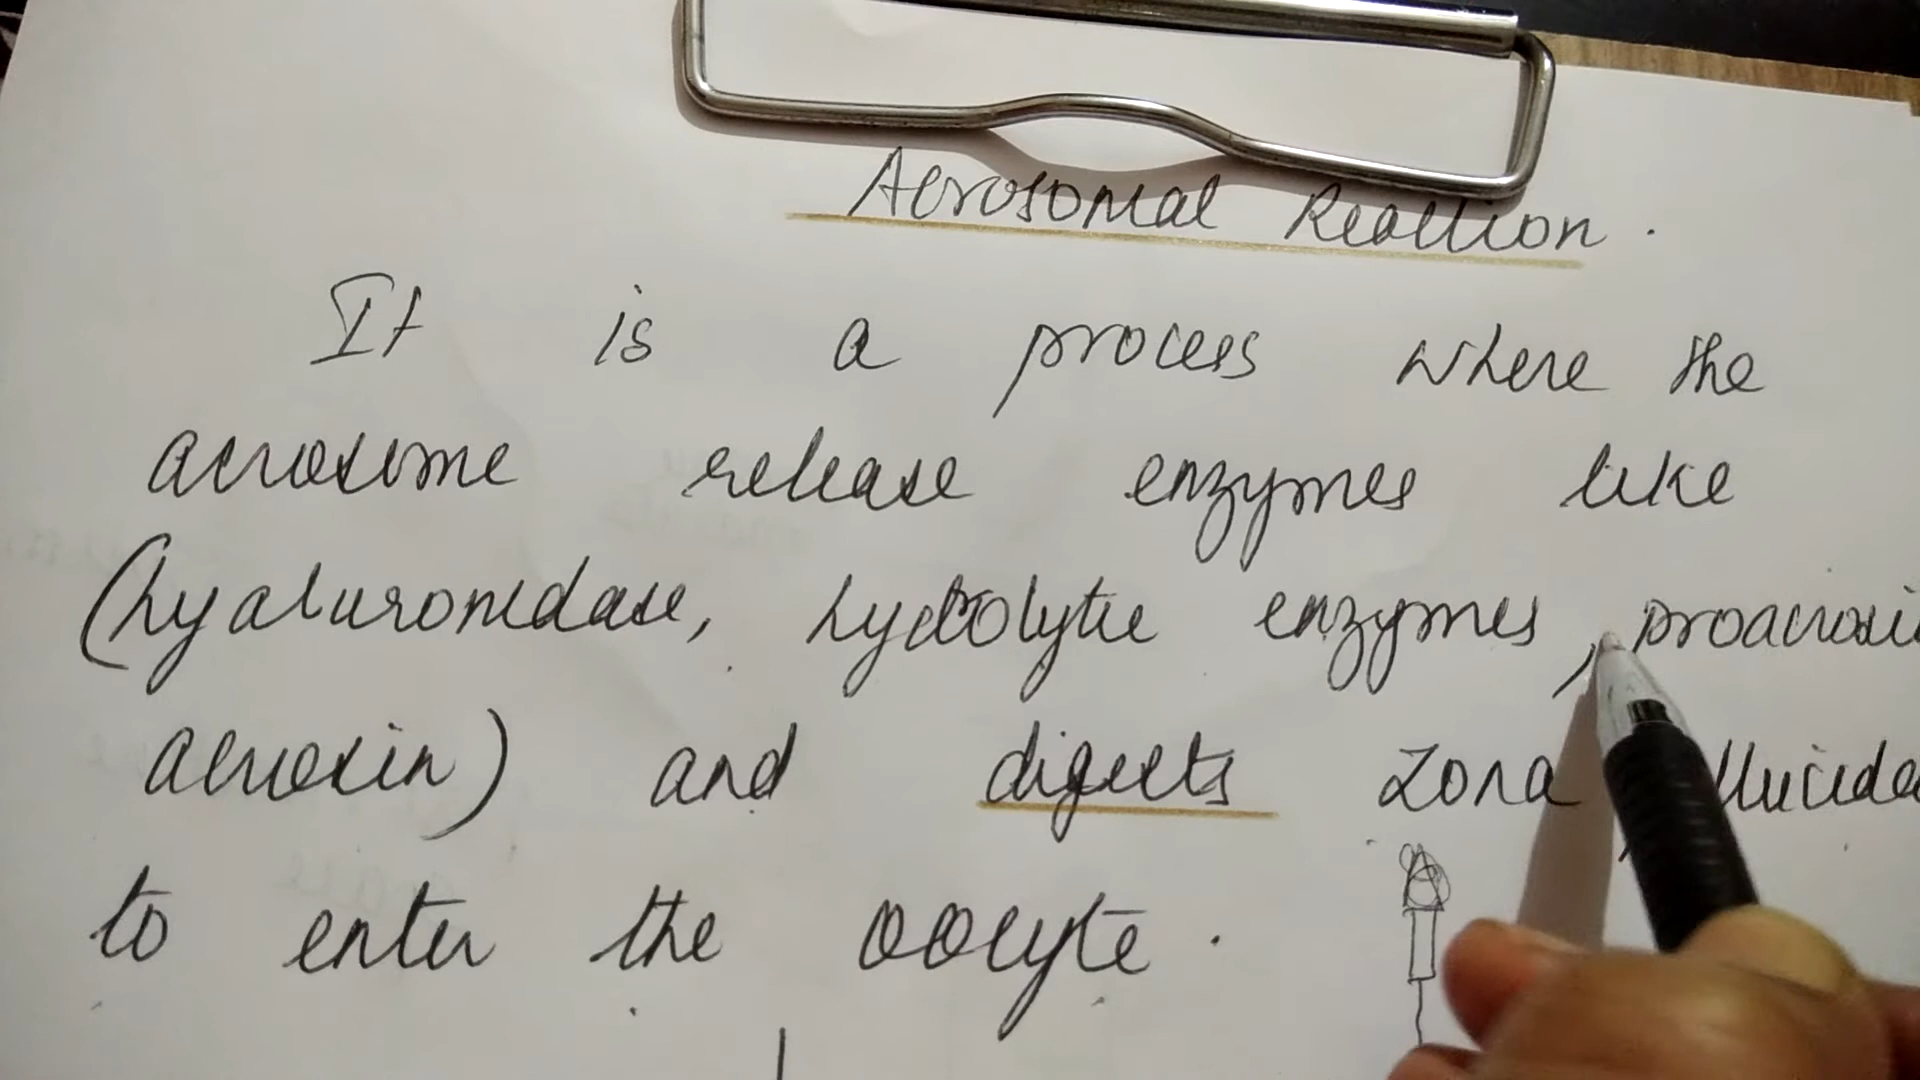 Acrosomal Reaction.
It is a process where the
acrosome release enzymes like
(hyaluronidase, hydrolytic enzymes, proacrosi
acrosin) and digests zona llucida
to enter the oocyte.